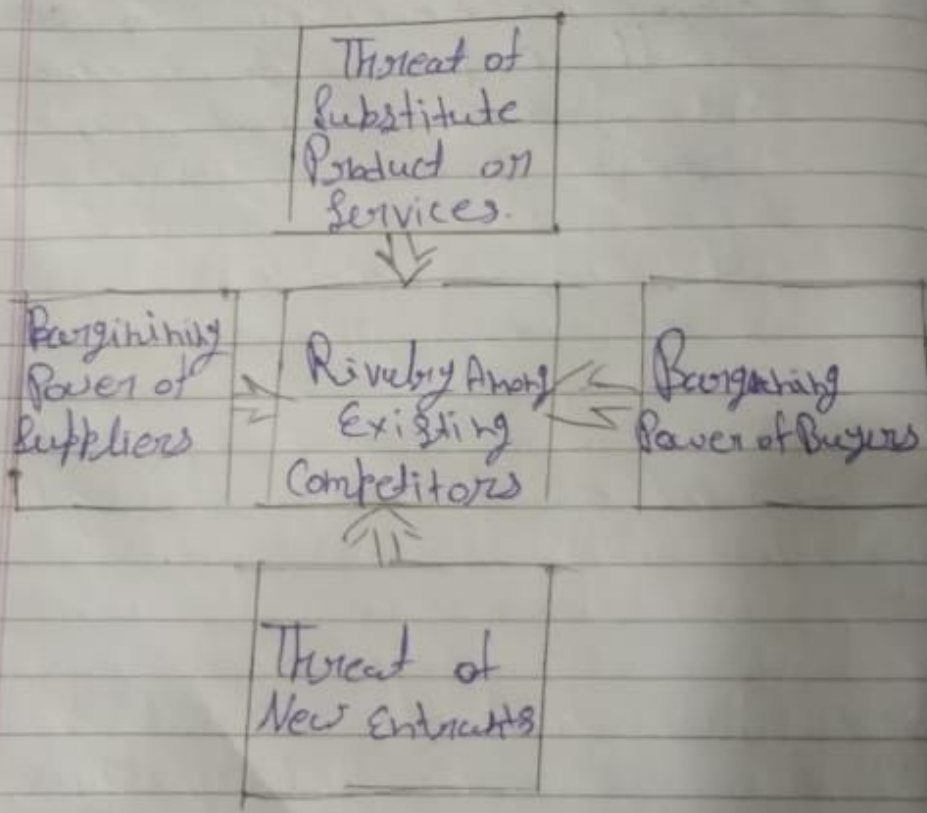 Threat of
Substitute
Product or
Services.
Barginining
Power of
Suppliers
Rivalry Among
Existing
Competitors
Bargaining
Power of Buyers
Threat of
New Entrants